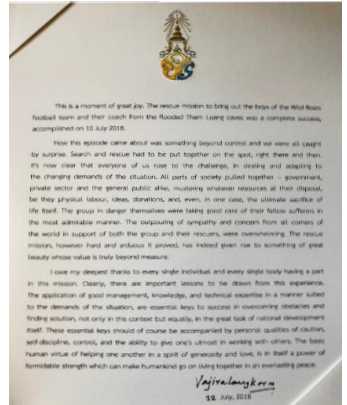 This is a moment of great joy. The rescue mission to bring out the boys of the Wild Boars
football team and their coach from the flooded Tham Luang caves was a complete success,
accomplished on 10 July 2018.
How this episode came about was something beyond control and we were all caught
by surprise. Search and rescue had to be put together on the spot, right there and then.
It's now clear that everyone of us rose to the challenge, in dealing and adapting to
the changing demands of the situation. All parts of society pulled together – government,
private sector and the general public alike, mustering whatever resources at their disposal,
be they physical labour, ideas, donations, and, even, in one case, the ultimate sacrifice of
life itself. The group in danger themselves were taking good care of their fellow sufferers in
the most admirable manner. The outpouring of sympathy and concern from all corners of
the world in support of both the group and their rescuers, were overwhelming. The rescue
mission, however hard and arduous it proved, has indeed given rise to something of great
beauty whose value is truly beyond measure.
I owe my deepest thanks to every single individual and every single body having a part
in this mission. Clearly, there are important lessons to be drawn from this experience.
The application of good management, knowledge, and technical expertise in a manner suited
to the demands of the situation, are essential keys to success in overcoming obstacles and
finding solution, not only in this context but equally, in the great task of national development
itself. These essential keys should of course be accompanied by personal qualities of caution,
self-discipline, control, and the ability to give one's utmost in working with others. The basic
human virtue of helping one another in a spirit of generosity and love, is in itself a power of
formidable strength which can make humankind go on living together in an everlasting peace.
Vajiralongkorn
12 July, 2018